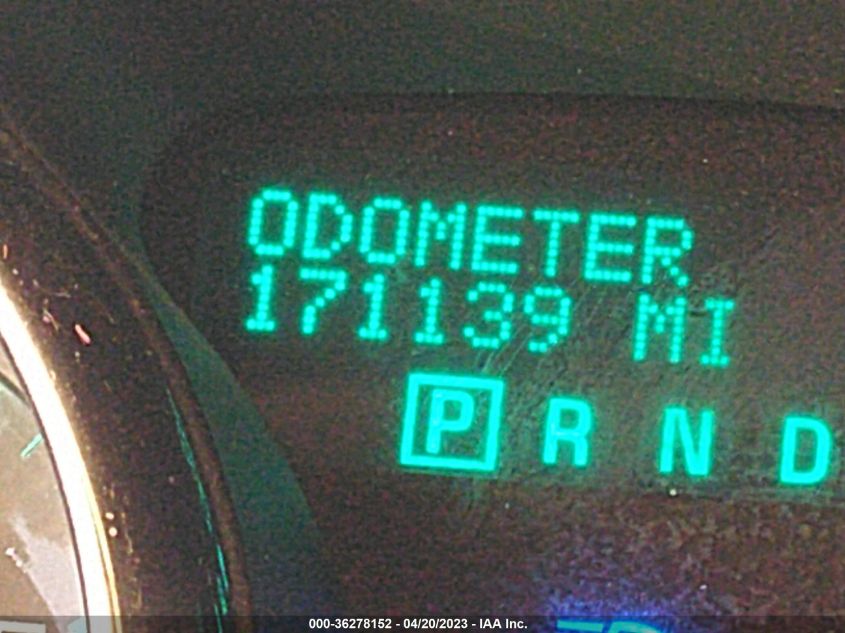 ODOMETER
171139 MI
P R N D
000-36278152 - 04/20/2023 - IAA Inc.